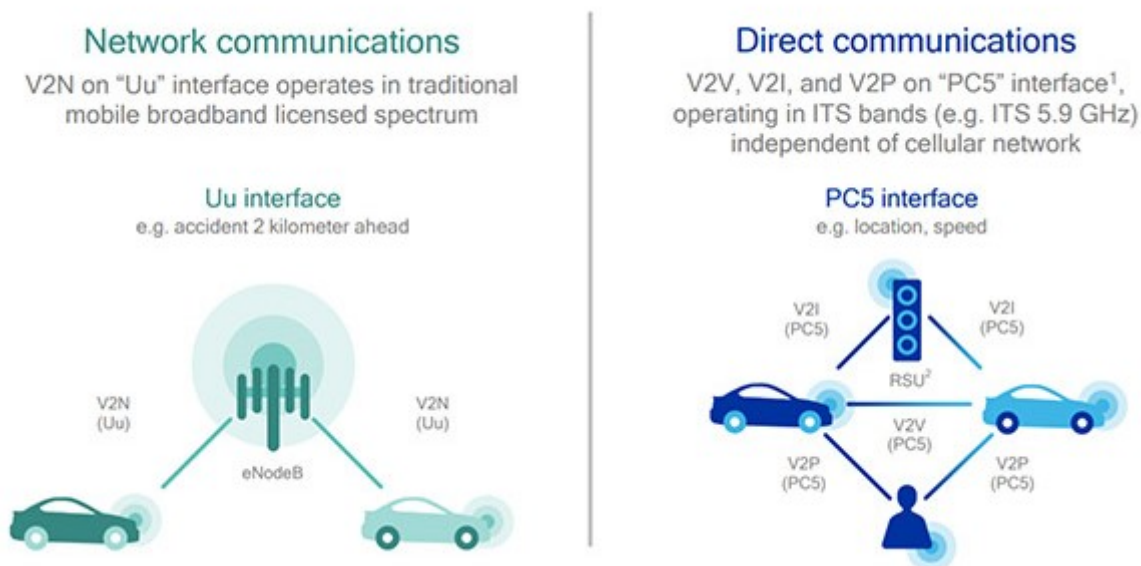 Network communications
V2N on “Uu” interface operates in traditional
mobile broadband licensed spectrum
Uu interface
e.g. accident 2 kilometer ahead
V2N
(Uu)
V2N
(Uu)
eNodeB
Direct communications
V2V, V2I, and V2P on “PC5” interface¹,
operating in ITS bands (e.g. ITS 5.9 GHz)
independent of cellular network
PC5 interface
e.g. location, speed
V2I
(PC5)
V2I
(PC5)
RSU²
V2V
(PC5)
V2P
(PC5)
V2P
(PC5)